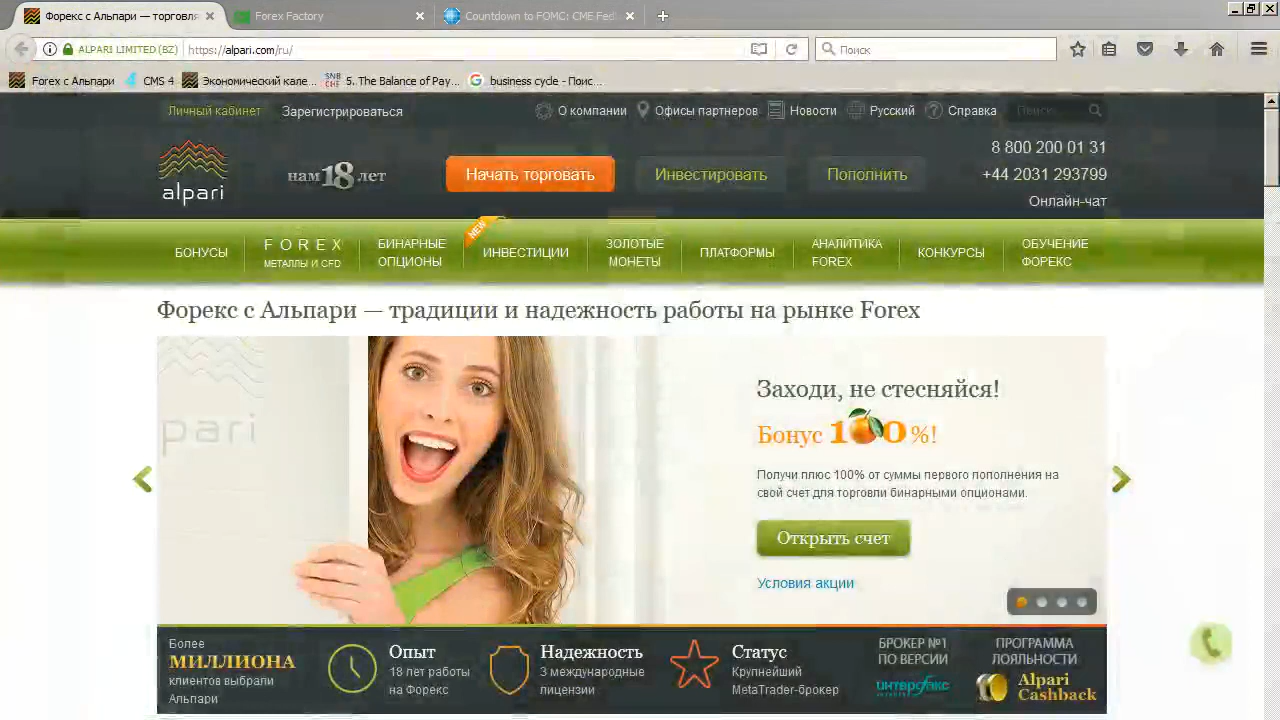 Форекс с Альпари — торговля
Forex Factory
Countdown to FOMC: CME Fed
ALPARI LIMITED (BZ)
https://alpari.com/ru/
Поиск
Forex с Альпари
CMS 4
Экономический кале...
SNB
5. The Balance of Pay...
business cycle - Поис...
Личный кабинет
Зарегистрироваться
О компании
Офисы партнеров
Новости
Русский
Справка
Поиск
alpari
нам 18 лет
Начать торговать
Инвестировать
Пополнить
8 800 200 01 31
+44 2031 293799
Онлайн-чат
БОНУСЫ
FOREX
МЕТАЛЛЫ И CFD
БИНАРНЫЕ
ОПЦИОНЫ
NEW
ИНВЕСТИЦИИ
ЗОЛОТЫЕ
МОНЕТЫ
ПЛАТФОРМЫ
АНАЛИТИКА
FOREX
КОНКУРСЫ
ОБУЧЕНИЕ
ФОРЕКС
Форекс с Альпари — традиции и надежность работы на рынке Forex
pari
Заходи, не стесняйся!
Бонус 100%!
Получи плюс 100% от суммы первого пополнения на
свой счет для торговли бинарными опционами.
Открыть счет
Условия акции
Более
МИЛЛИОНА
клиентов выбрали
Альпари
Опыт
18 лет работы
на Форекс
Надежность
3 международные
лицензии
Статус
Крупнейший
MetaTrader-брокер
БРОКЕР №1
ПО ВЕРСИИ
интерфакс
ПРОГРАММА
ЛОЯЛЬНОСТИ
Alpari
Cashback